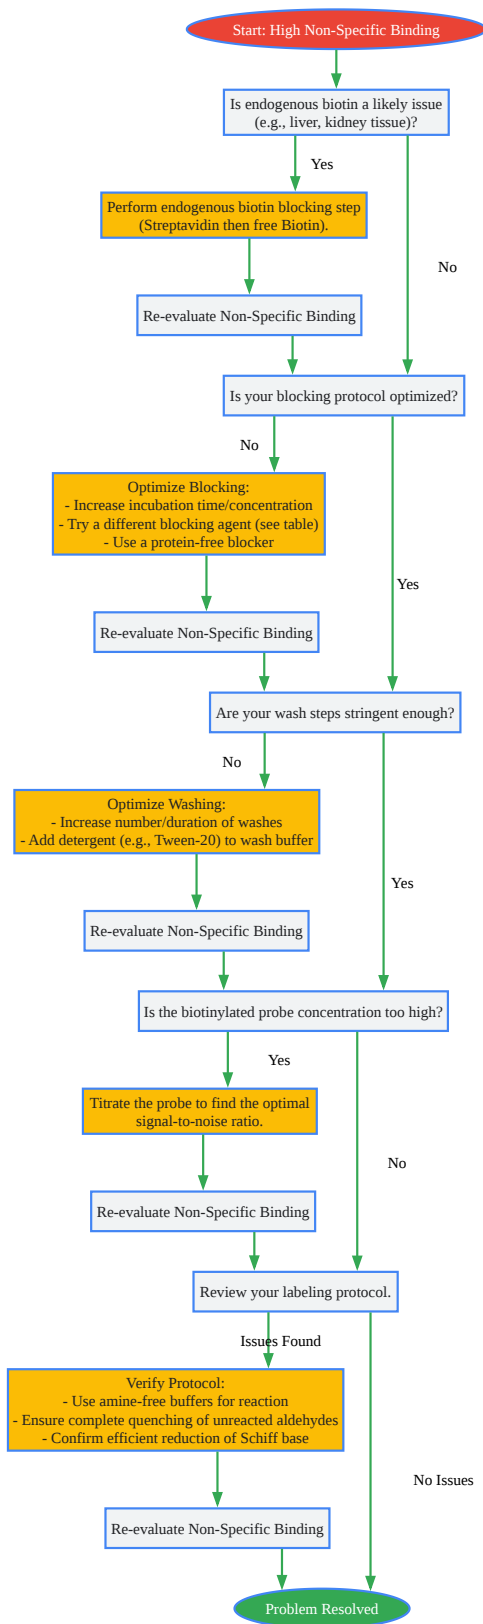 Start: High Non-Specific Binding
Is endogenous biotin a likely issue
(e.g., liver, kidney tissue)?
Yes
Perform endogenous biotin blocking step
(Streptavidin then free Biotin).
No
Re-evaluate Non-Specific Binding
Is your blocking protocol optimized?
No
Optimize Blocking:
- Increase incubation time/concentration
- Try a different blocking agent (see table)
- Use a protein-free blocker
Yes
Re-evaluate Non-Specific Binding
Are your wash steps stringent enough?
No
Optimize Washing:
- Increase number/duration of washes
- Add detergent (e.g., Tween-20) to wash buffer
Yes
Re-evaluate Non-Specific Binding
Is the biotinylated probe concentration too high?
Yes
Titrate the probe to find the optimal
signal-to-noise ratio.
No
Re-evaluate Non-Specific Binding
Review your labeling protocol.
Issues Found
Verify Protocol:
- Use amine-free buffers for reaction
- Ensure complete quenching of unreacted aldehydes
- Confirm efficient reduction of Schiff base
No Issues
Re-evaluate Non-Specific Binding
Problem Resolved